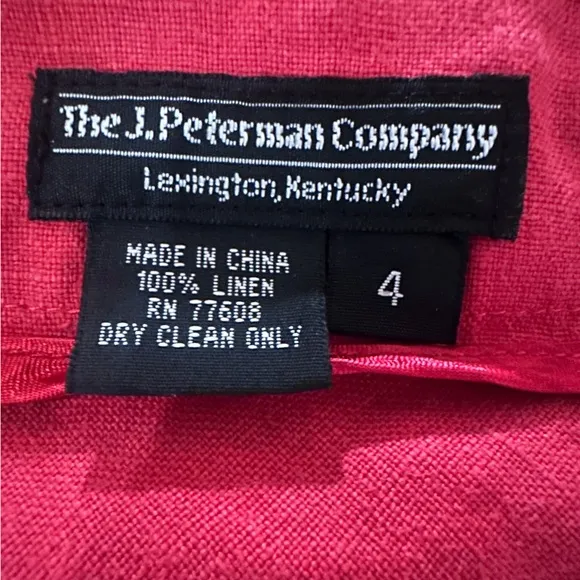 The J. Peterman Company
Lexington, Kentucky
MADE IN CHINA
100% LINEN
RN 77608
DRY CLEAN ONLY
4